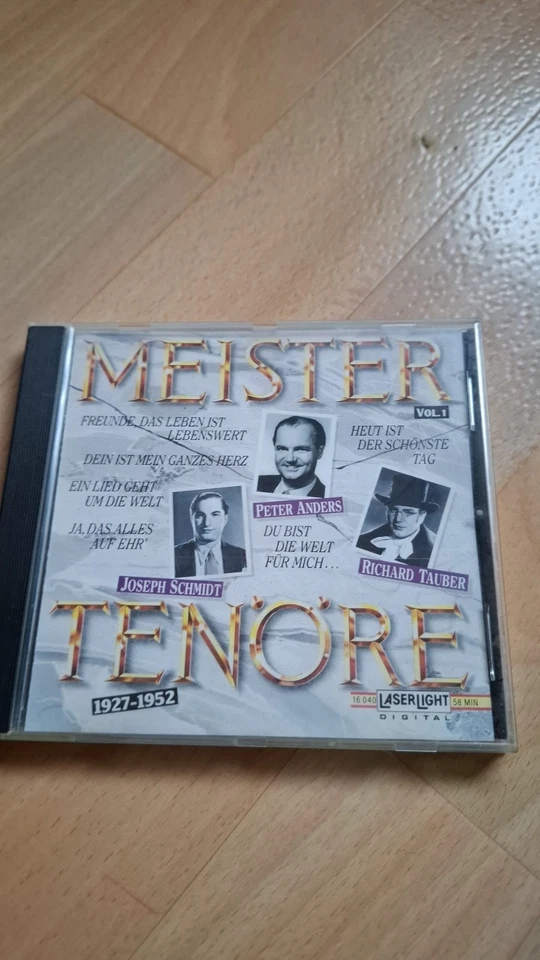 MEISTER
VOL. 1
FREUNDE, DAS LEBEN IST
LEBENSWERT
DEIN IST MEIN GANZES HERZ
EIN LIED GEHT
UM DIE WELT
JA, DAS ALLES
AUF EHR'
HEUT IST
DER SCHÖNSTE
TAG
PETER ANDERS
DU BIST
DIE WELT
FÜR MICH...
JOSEPH SCHMIDT
RICHARD TAUBER
TENÖRE
1927-1952
16 040 LASERLIGHT 58 MIN
DIGITAL